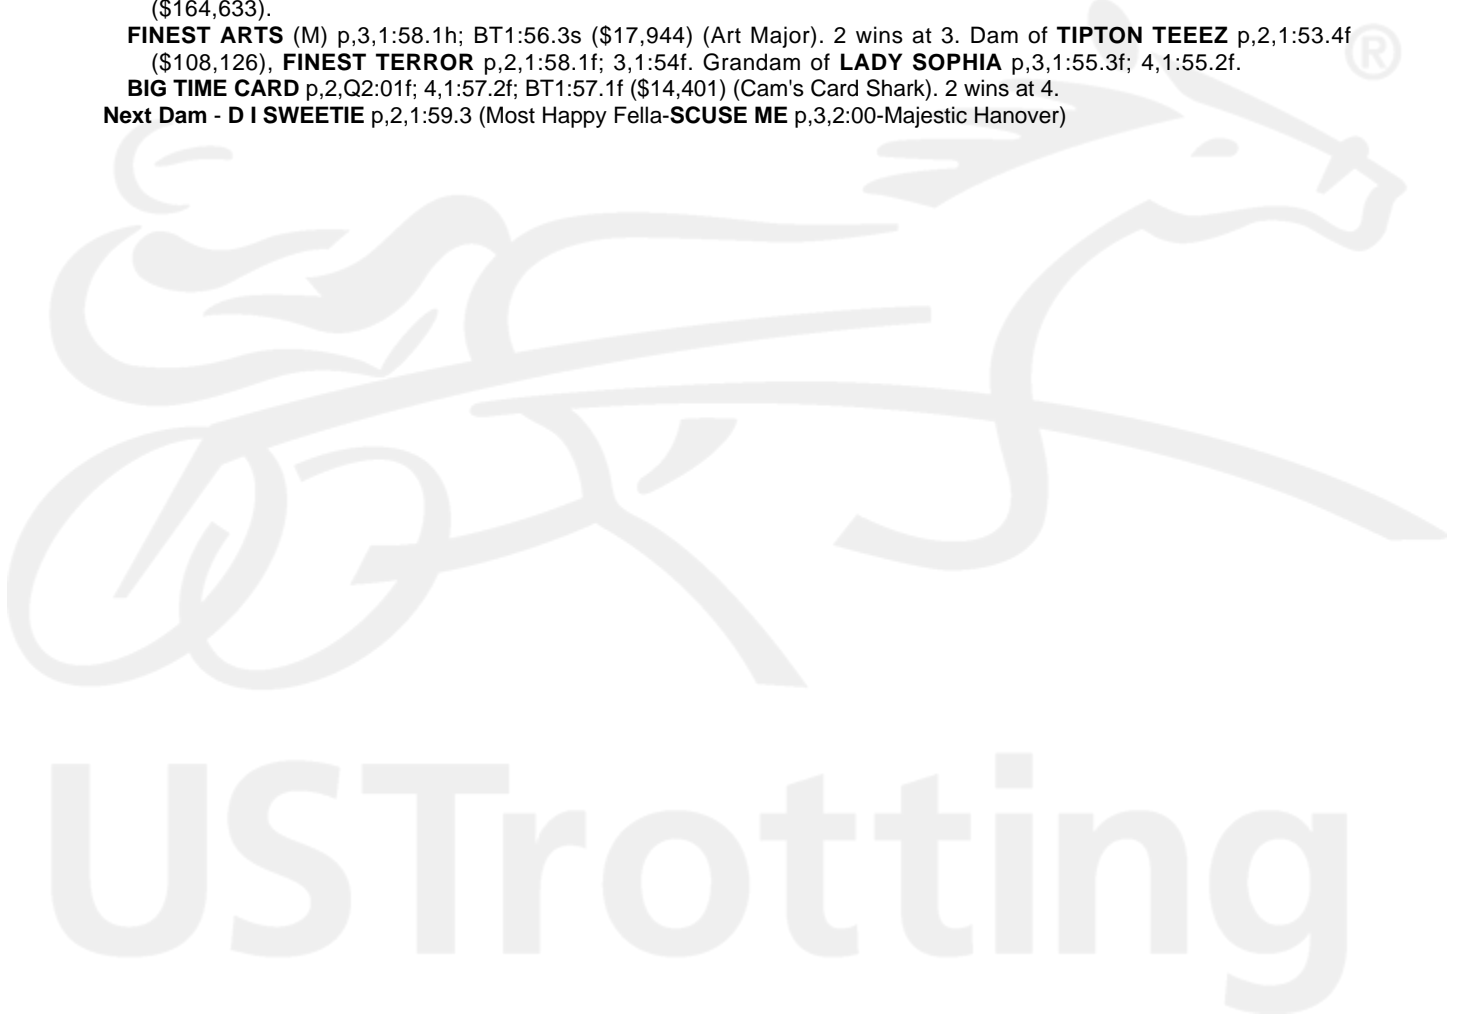 ($164,633).
FINEST ARTS (M) p,3,1:58.1h; BT1:56.3s ($17,944) (Art Major). 2 wins at 3. Dam of TIPTON TEEEZ p,2,1:53.4f
($108,126), FINEST TERROR p,2,1:58.1f; 3,1:54f. Grandam of LADY SOPHIA p,3,1:55.3f; 4,1:55.2f.
BIG TIME CARD p,2,Q2:01f; 4,1:57.2f; BT1:57.1f ($14,401) (Cam's Card Shark). 2 wins at 4.
Next Dam - D I SWEETIE p,2,1:59.3 (Most Happy Fella-SCUSE ME p,3,2:00-Majestic Hanover)
®
USTrotting